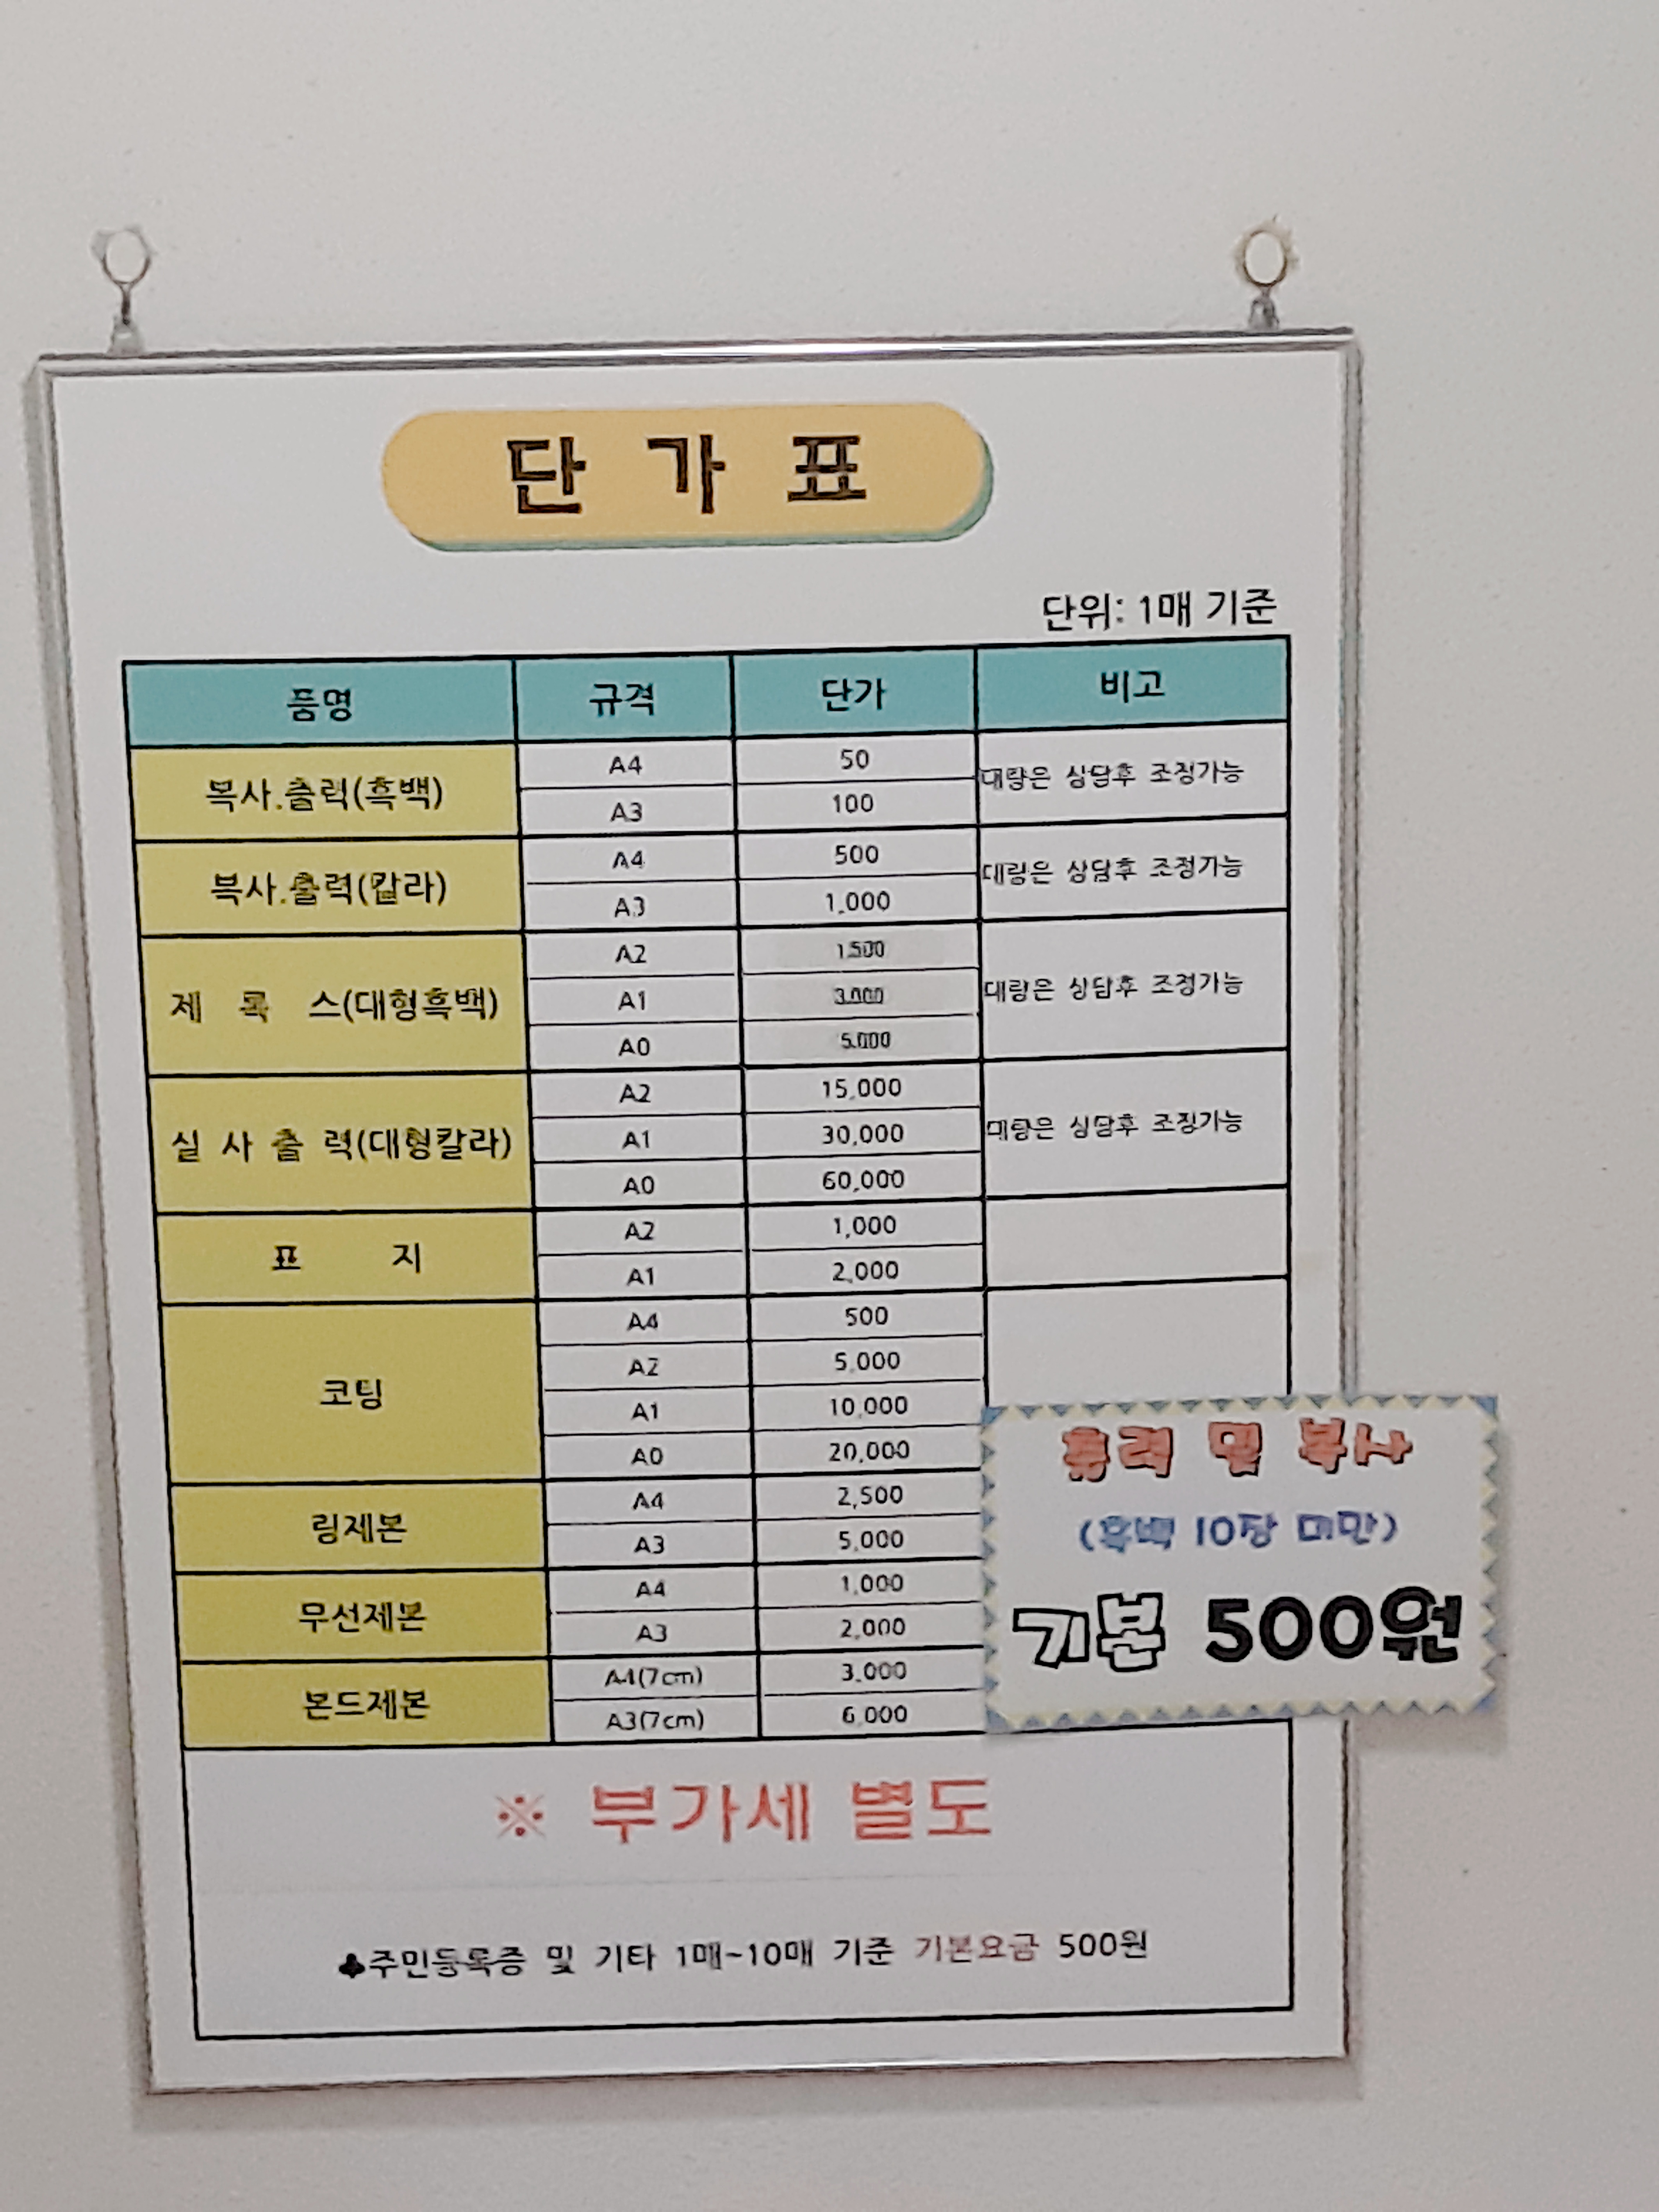 단 가 표
단위: 1매 기준
품명 규격 단가 비고
복사.출력(흑백) A4 50 대량은 상담후 조정가능
A3 100
복사.출력(칼라) A4 500 대량은 상담후 조정가능
A3 1,000
제 록 스(대형흑백) A2 1,500 대량은 상담후 조정가능
A1 3,000
A0 5,000
실 사 출 력(대형칼라) A2 15,000 대량은 상담후 조정가능
A1 30,000
A0 60,000
표 지 A2 1,000
A1 2,000
코팅 A4 500
A2 5,000
A1 10,000
A0 20,000
링제본 A4 2,500
A3 5,000
무선제본 A4 1,000
A3 2,000
본드제본 A4(7cm) 3,000
A3(7cm) 6,000
출력 및 복사
(흑백 10장 미만)
기본 500원
※ 부가세 별도
♣주민등록증 및 기타 1매~10매 기준 기본요금 500원